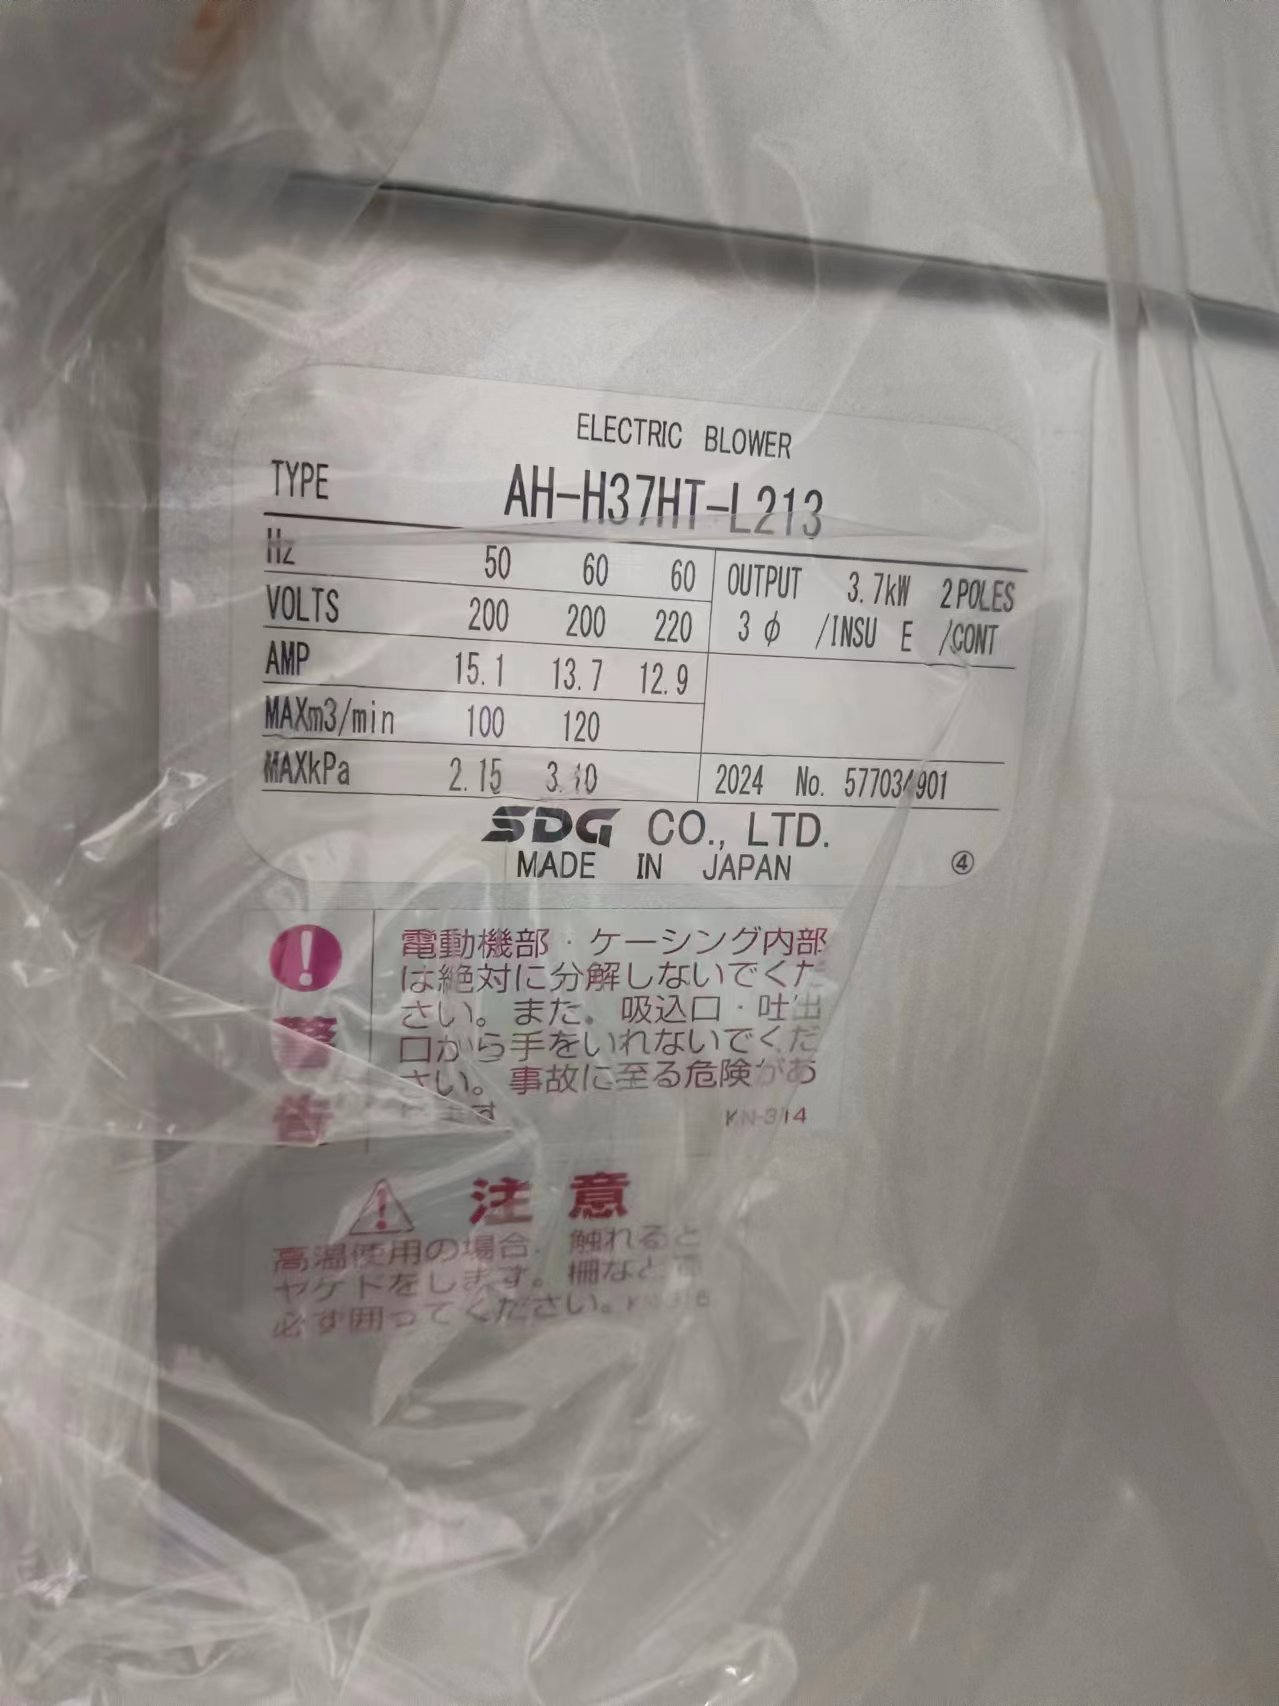 ELECTRIC BLOWER
TYPE AH-H37HT-L213
Hz 50 60 60 OUTPUT 3.7kW 2POLES
VOLTS 200 200 220 3φ /INSU E /CONT
AMP 15.1 13.7 12.9
MAXm3/min 100 120
MAXkPa 2.15 3.10 2024 No. 577034901
SDG CO., LTD.
MADE IN JAPAN ④
警告
電動機部・ケーシング内部
は絶対に分解しないでくだ
さい。また、吸込口・吐出
口から手をいれないでくだ
さい。事故に至る危険があ
ります
KN-314
注意
高温使用の場合、触れると
ヤケドをします。柵などで
必ず囲ってください。